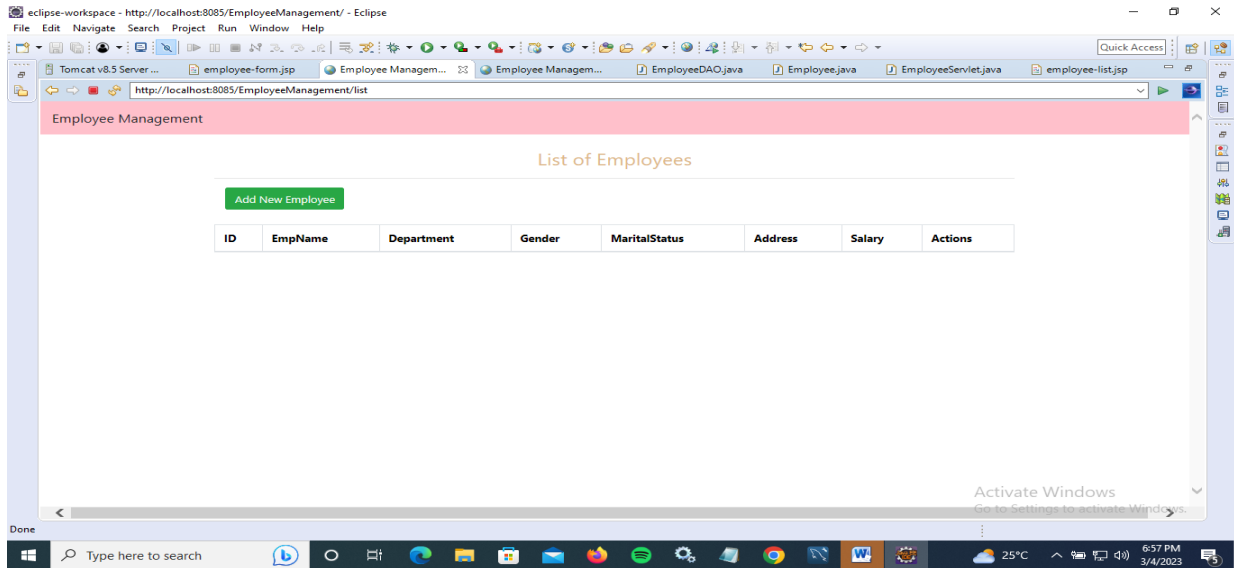 eclipse-workspace - http://localhost:8085/EmployeeManagement/ - Eclipse
File Edit Navigate Search Project Run Window Help
Quick Access
Tomcat v8.5 Server ... employee-form.jsp Employee Managem... Employee Managem... EmployeeDAO.java Employee.java EmployeeServlet.java employee-list.jsp
http://localhost:8085/EmployeeManagement/list
Employee Management
List of Employees
Add New Employee
ID EmpName Department Gender MaritalStatus Address Salary Actions
Activate Windows
Go to Settings to activate Windows.
Done
Type here to search
25°C
6:57 PM
3/4/2023
5